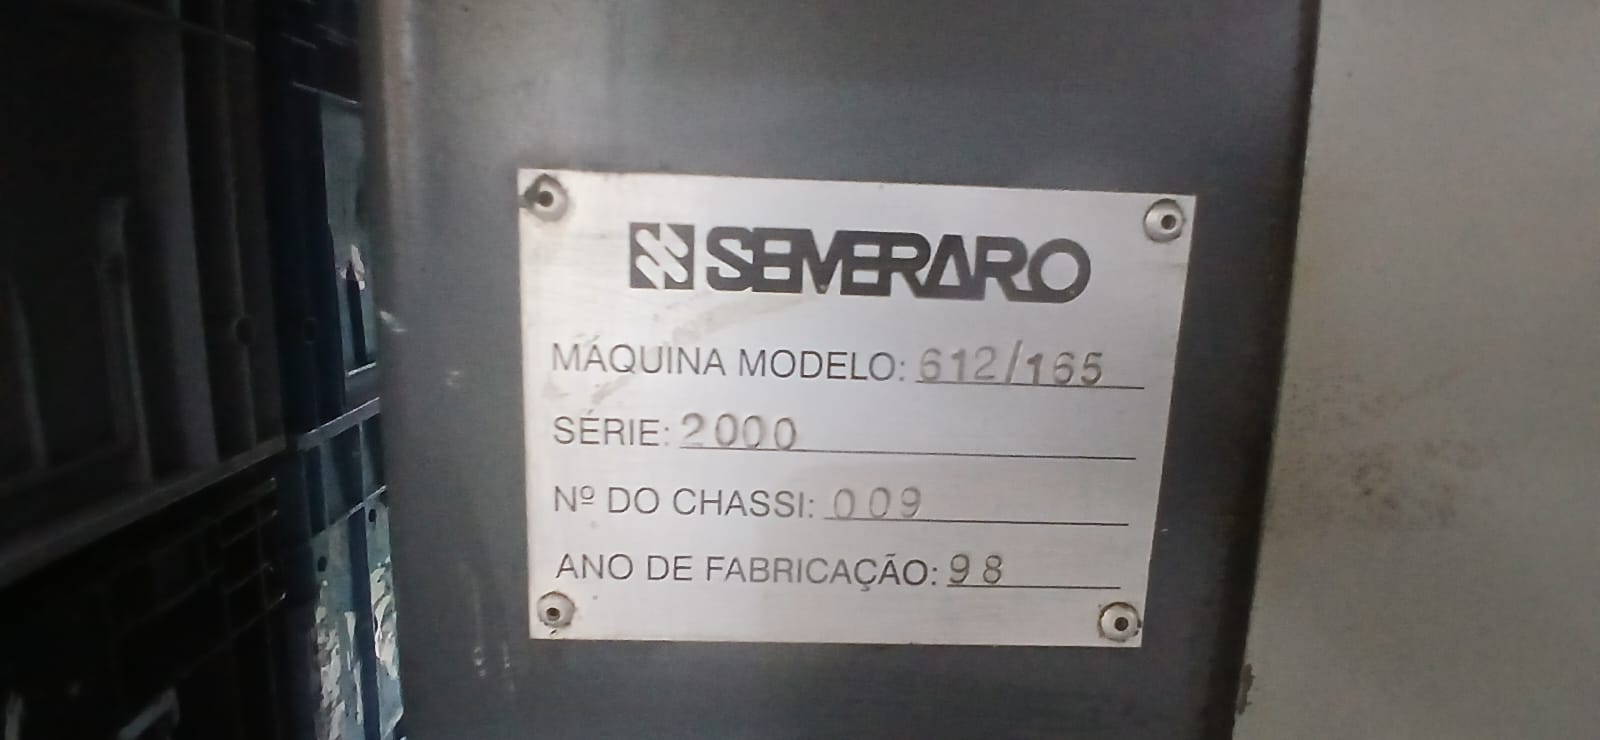 SEMERARO
MÁQUINA MODELO: 612/165
SÉRIE: 2000
Nº DO CHASSI: 009
ANO DE FABRICAÇÃO: 98